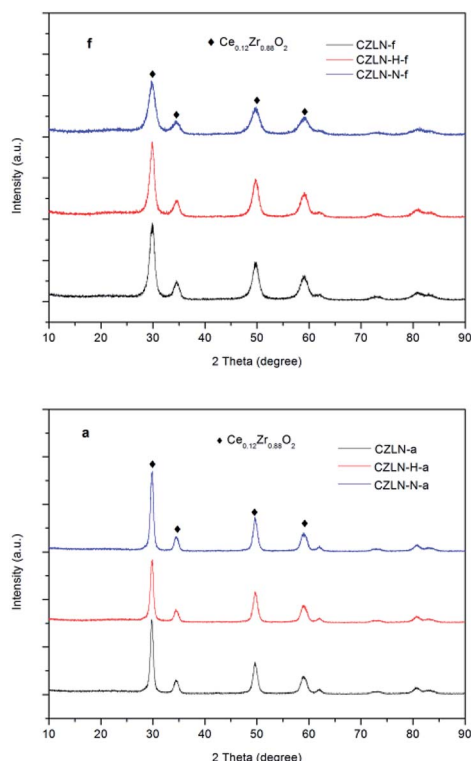 f
◆ Ce0.12Zr0.88O2
CZLN-f
CZLN-H-f
CZLN-N-f
Intensity (a.u.)
10 20 30 40 50 60 70 80 90
2 Theta (degree)
a
◆ Ce0.12Zr0.88O2
CZLN-a
CZLN-H-a
CZLN-N-a
Intensity (a.u.)
10 20 30 40 50 60 70 80 90
2 Theta (degree)